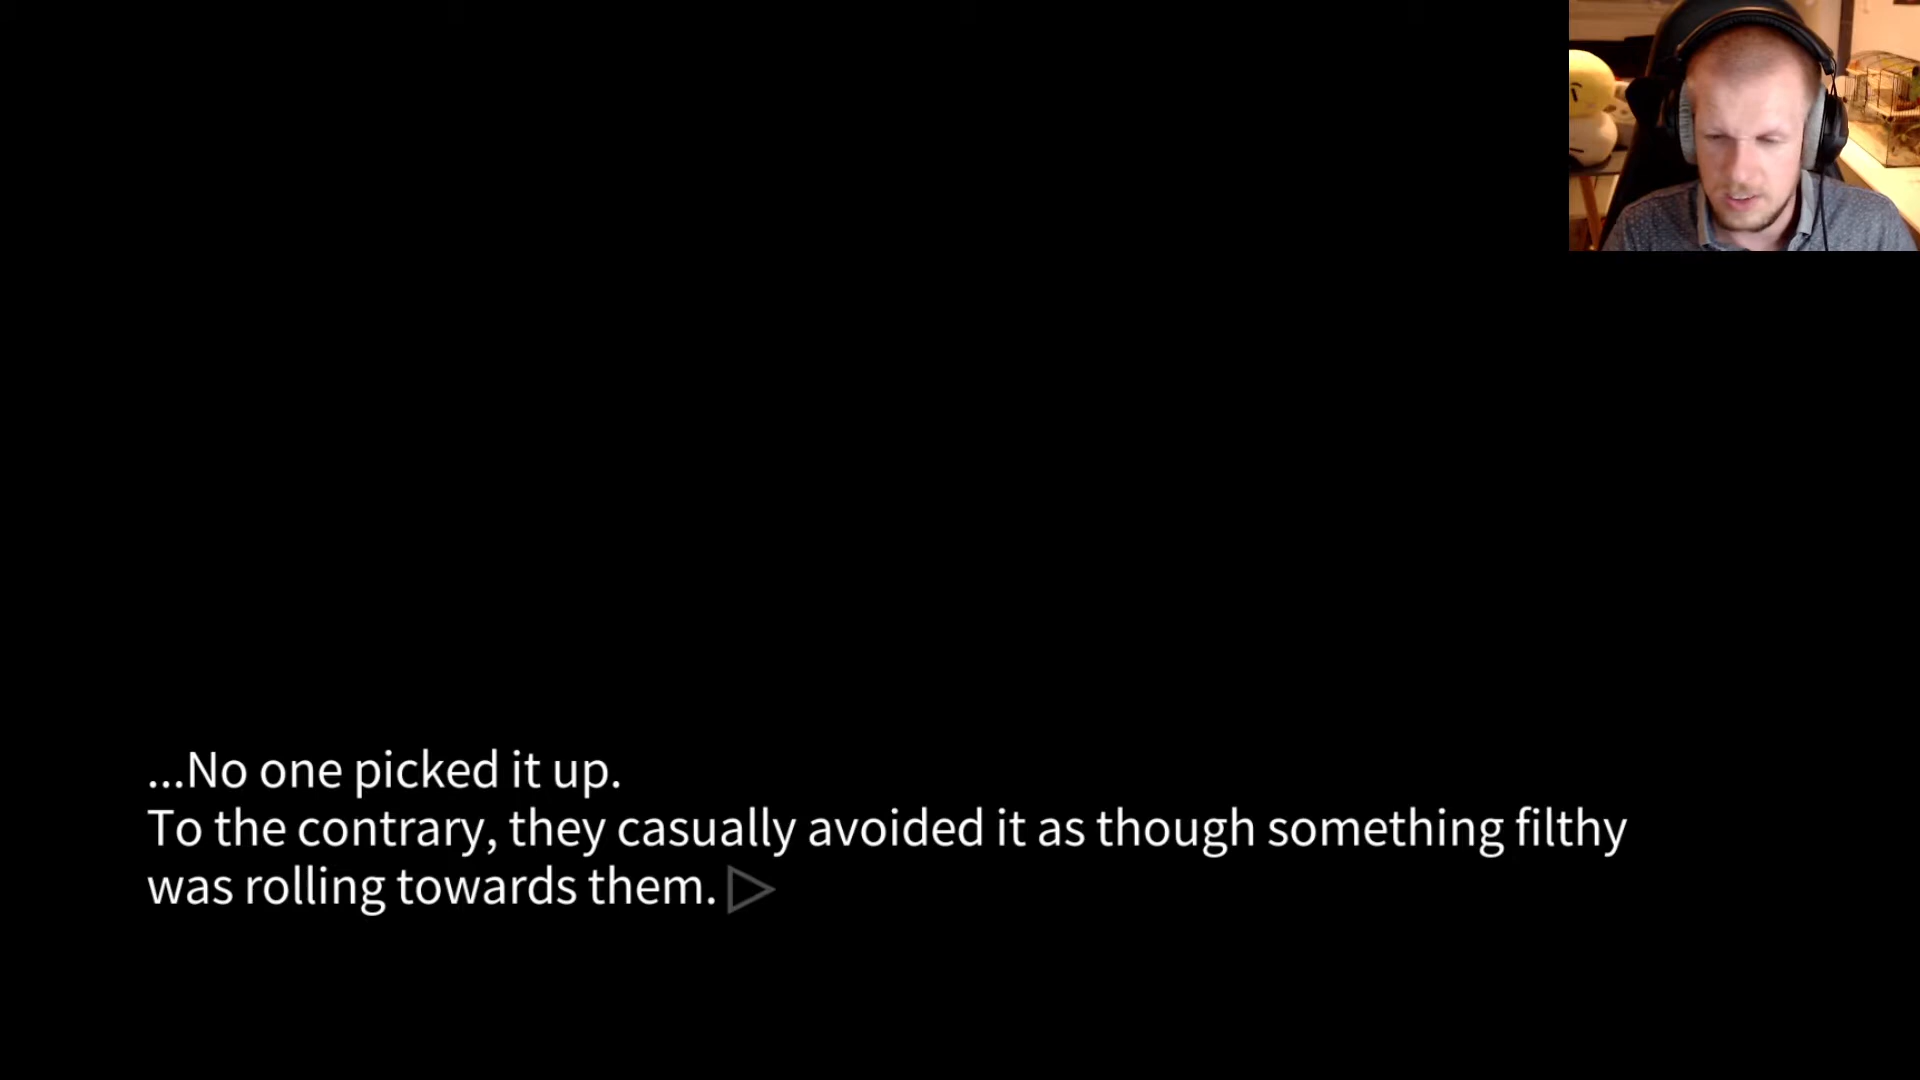 ...No one picked it up.
To the contrary, they casually avoided it as though something filthy
was rolling towards them.